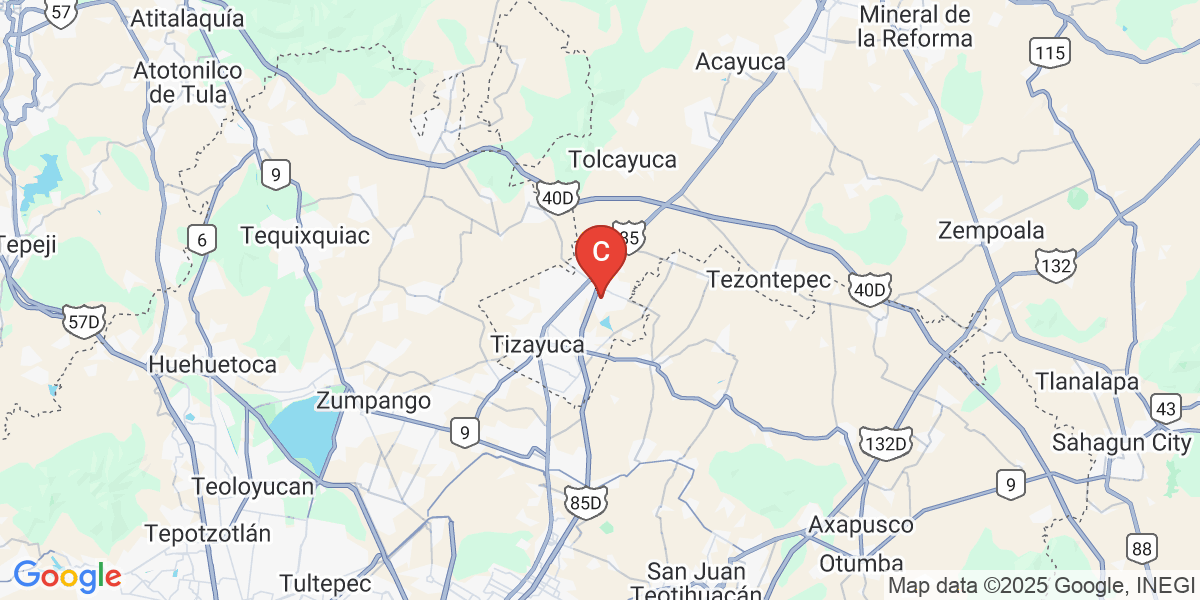 57
Atitalaquía
Mineral de
la Reforma
115
Acayuca
Atotonilco
de Tula
Tolcayuca
9
40D
6
Tequixquiac
85
Zempoala
Tepeji
C
132
Tezontepec
40D
57D
Tizayuca
Huehuetoca
Tlanalapa
Zumpango
43
9
132D
Sahagun City
Teoloyucan
9
85D
Axapusco
Tepotzotlán
88
Otumba
San Juan
Teotihuacán
Tultepec
Google
Map data ©2025 Google, INEGI